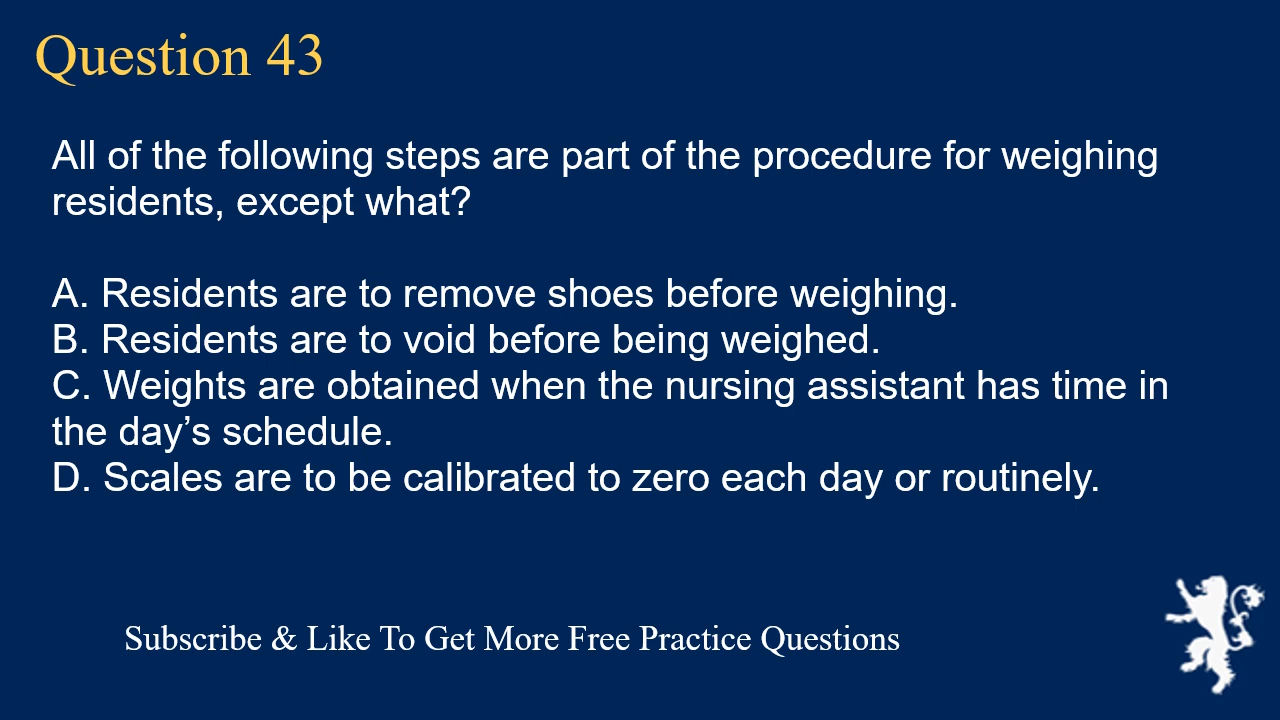 Question 43
All of the following steps are part of the procedure for weighing
residents, except what?
A. Residents are to remove shoes before weighing.
B. Residents are to void before being weighed.
C. Weights are obtained when the nursing assistant has time in
the day’s schedule.
D. Scales are to be calibrated to zero each day or routinely.
Subscribe & Like To Get More Free Practice Questions